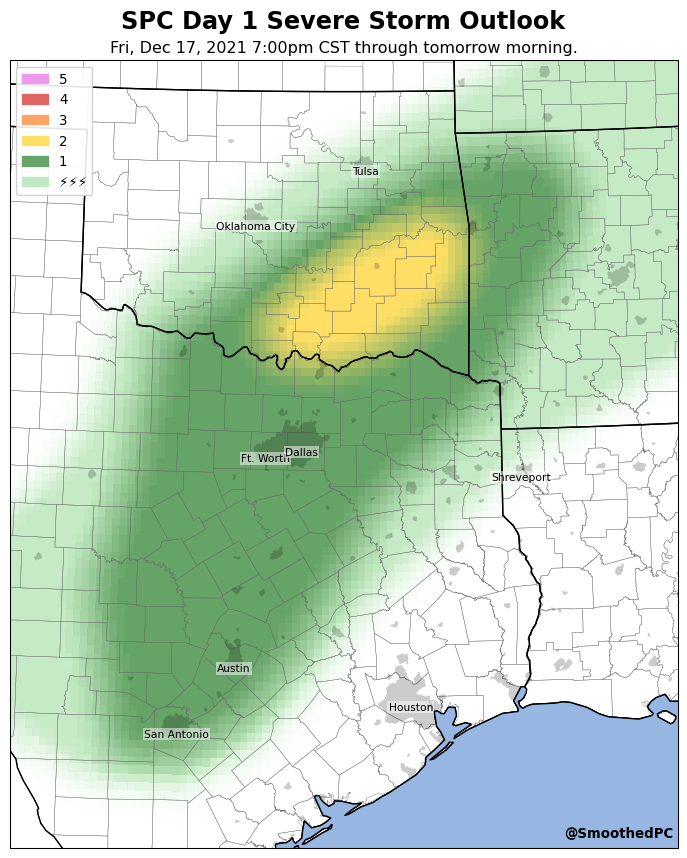 SPC Day 1 Severe Storm Outlook
Fri, Dec 17, 2021 7:00pm CST through tomorrow morning.
5
4
3
2
1
⚡⚡⚡
Tulsa
Oklahoma City
Dallas
Ft. Worth
Shreveport
Austin
Houston
San Antonio
@SmoothedPC